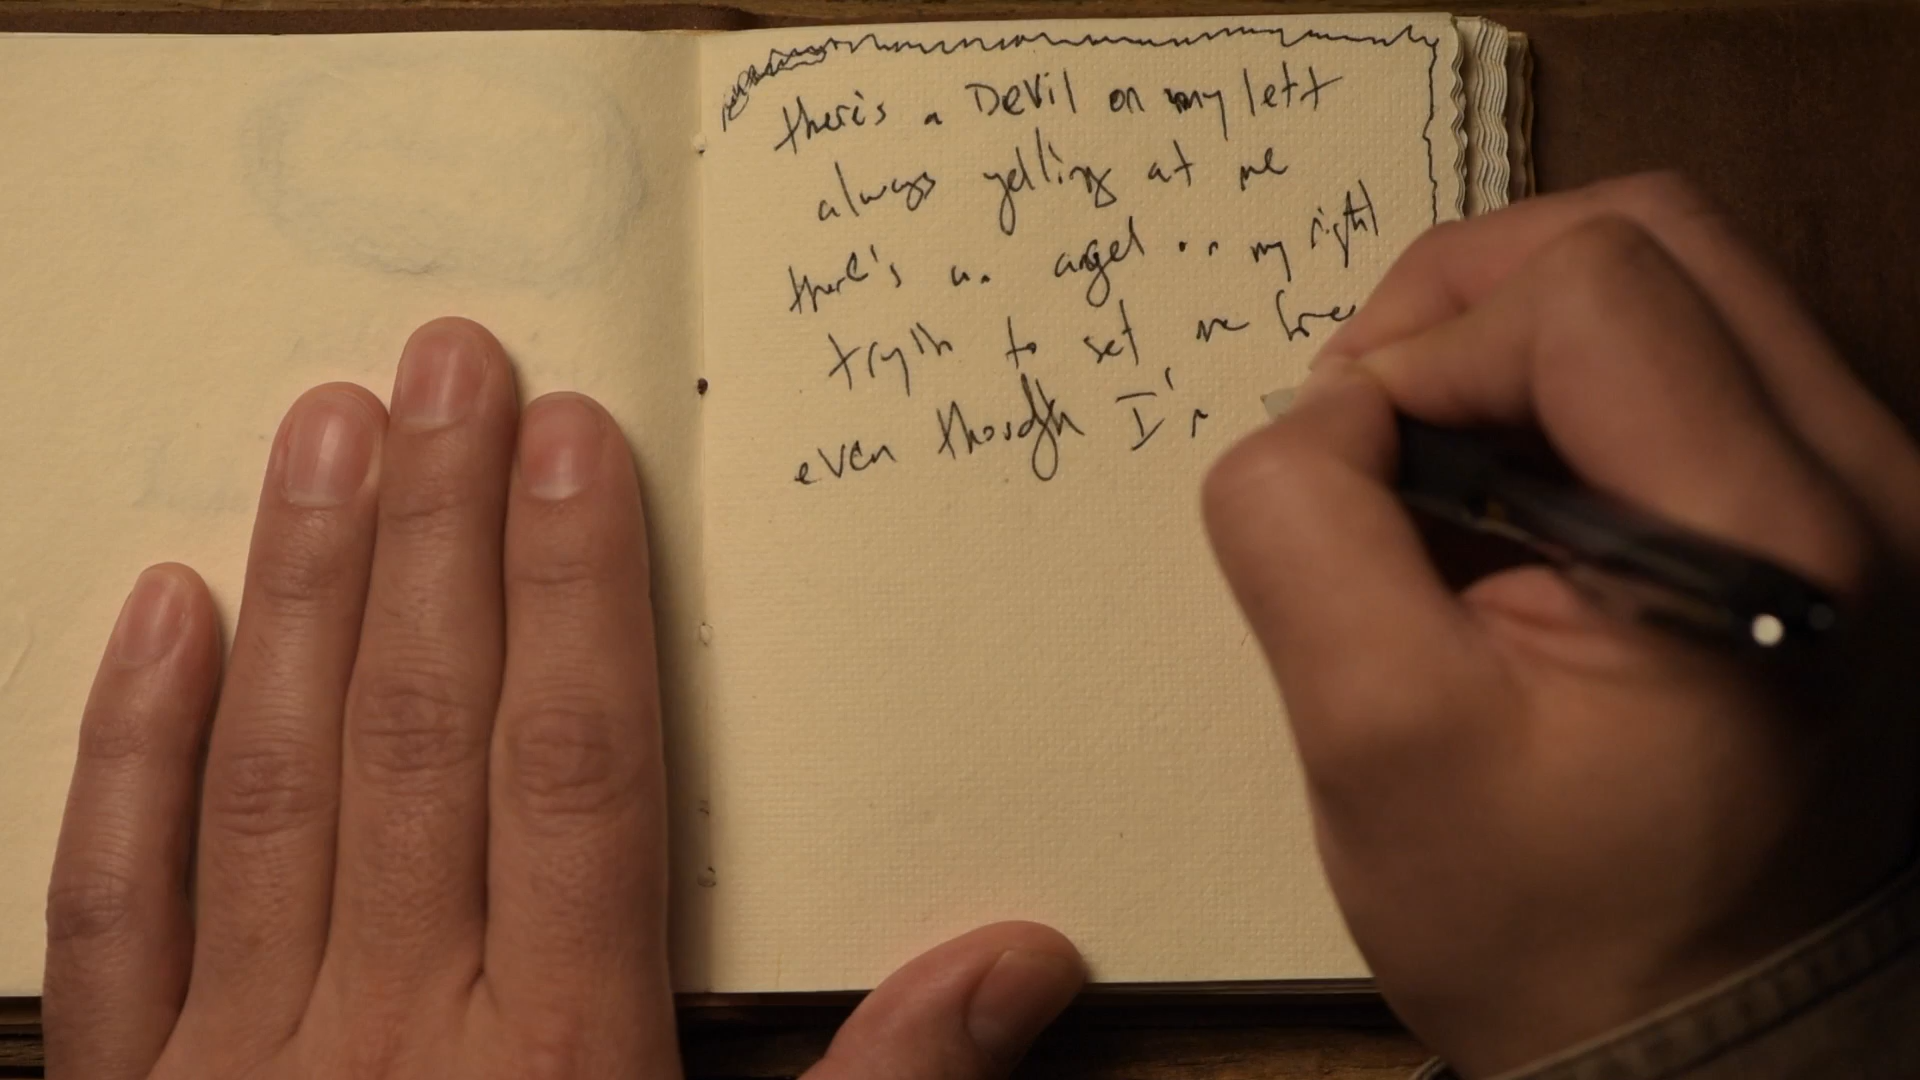 there's a Devil on my left
always yelling at me
there's an angel on my right
tryin to set me free
even though I'm